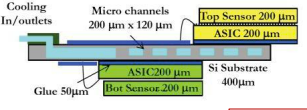 Cooling
In/outlets
Micro channels
200 µm x 120 µm
Top Sensor 200 µm
ASIC 200 µm
ASIC200 µm
Bot Sensor 200 µm
Glue 50µm
Si Substrate
400µm